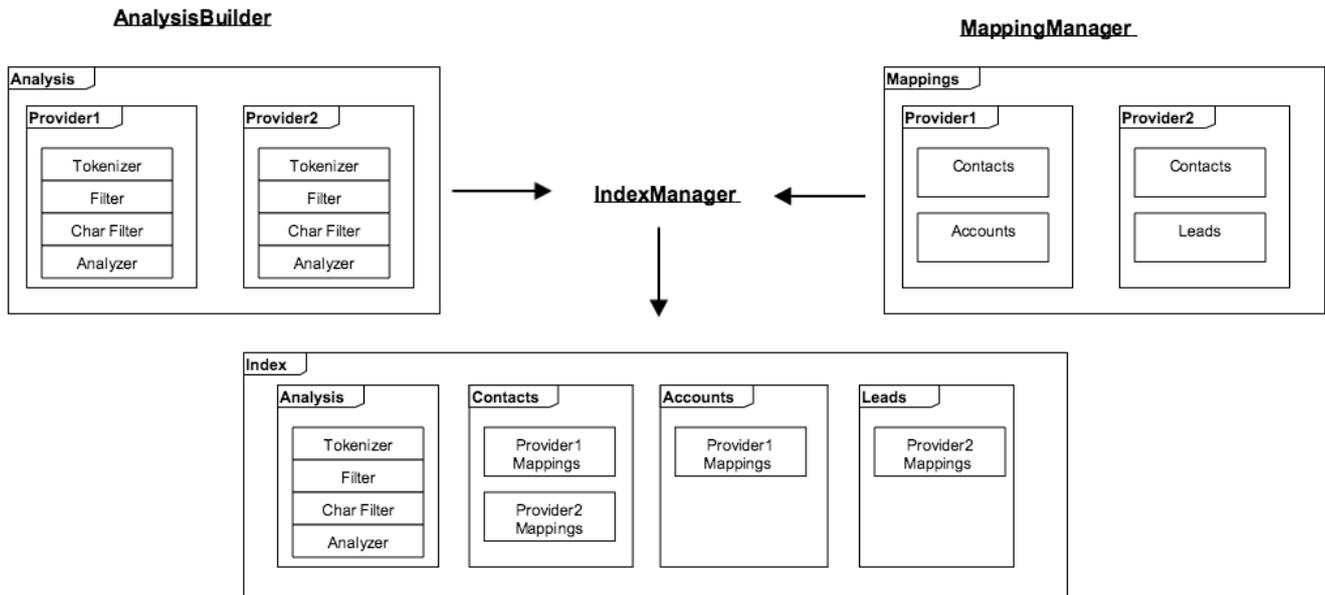 AnalysisBuilder
MappingManager
Analysis
Provider1
Tokenizer
Filter
Char Filter
Analyzer
Provider2
Tokenizer
Filter
Char Filter
Analyzer
IndexManager
Mappings
Provider1
Contacts
Accounts
Provider2
Contacts
Leads
Index
Analysis
Tokenizer
Filter
Char Filter
Analyzer
Contacts
Provider1
Mappings
Provider2
Mappings
Accounts
Provider1
Mappings
Leads
Provider2
Mappings